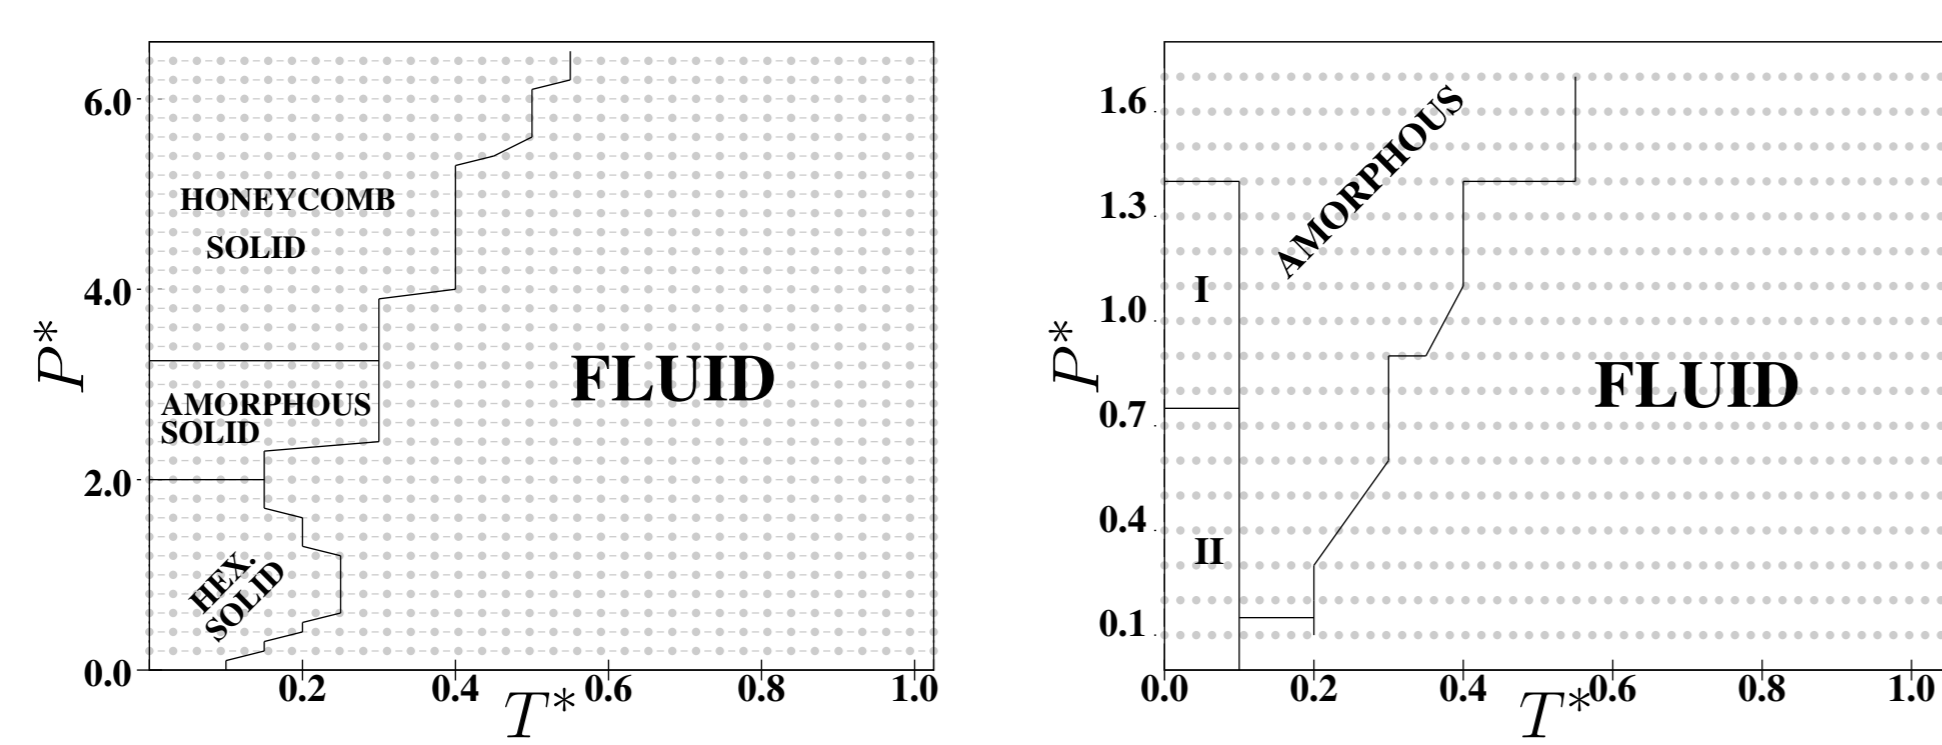 6.0
4.0
2.0
0.0
P*
HONEYCOMB
SOLID
AMORPHOUS
SOLID
HEX.
SOLID
FLUID
0.2
0.4
0.6
0.8
1.0
T*
1.6
1.3
1.0
0.7
0.4
0.1
P*
AMORPHOUS
I
II
FLUID
0.0
0.2
0.4
0.6
0.8
1.0
T*